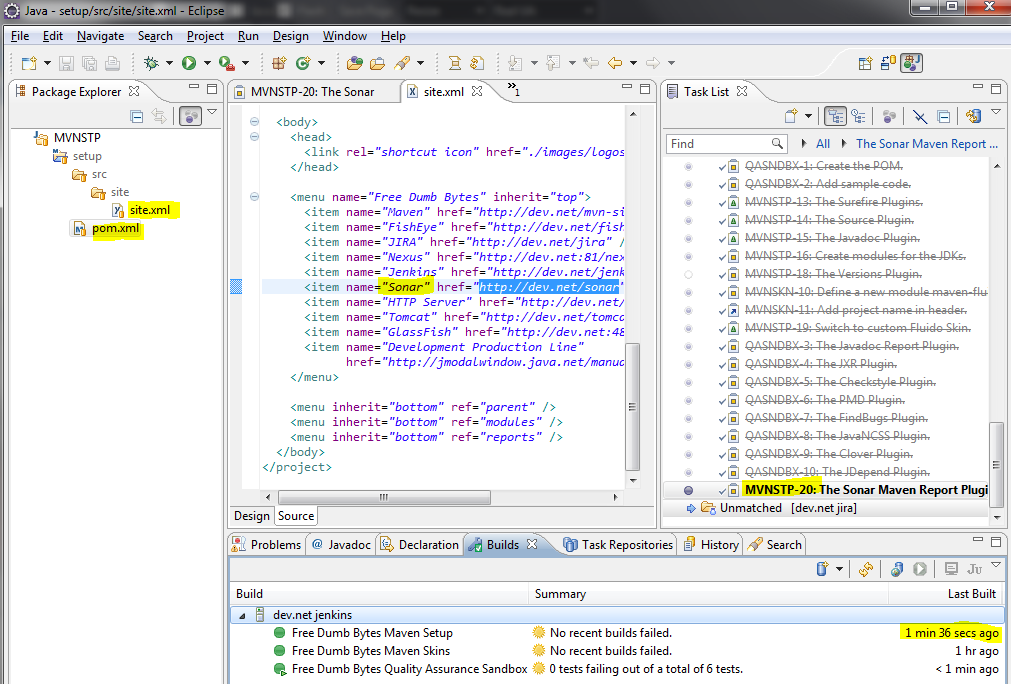 Java - setup/src/site/site.xml - Eclipse
File Edit Navigate Search Project Run Design Window Help
Package Explorer
MVNSTP
setup
src
site
site.xml
pom.xml
MVNSTP-20: The Sonar
site.xml
»1
<body>
<head>
<link rel="shortcut icon" href="./images/logos
</head>
<menu name="Free Dumb Bytes" inherit="top">
<item name="Maven" href="http://dev.net/mvn-si
<item name="FishEye" href="http://dev.net/fish
<item name="JIRA" href="http://dev.net/jira" /
<item name="Nexus" href="http://dev.net:81/nex
<item name="Jenkins" href="http://dev.net/jenk
<item name="Sonar" href="http://dev.net/sonar"
<item name="HTTP Server" href="http://dev.net/
<item name="Tomcat" href="http://dev.net/tomca
<item name="GlassFish" href="http://dev.net:48
<item name="Development Production Line"
href="http://jmodalwindow.java.net/manua
</menu>
<menu inherit="bottom" ref="parent" />
<menu inherit="bottom" ref="modules" />
<menu inherit="bottom" ref="reports" />
</body>
</project>
Design Source
Task List
Find All The Sonar Maven Report ...
QASNDBX-1: Create the POM.
QASNDBX-2: Add sample code.
MVNSTP-13: The Surefire Plugins.
MVNSTP-14: The Source Plugin.
MVNSTP-15: The Javadoc Plugin.
MVNSTP-16: Create modules for the JDKs.
MVNSTP-18: The Versions Plugin.
MVNSKN-10: Define a new module maven-flu
MVNSKN-11: Add project name in header.
MVNSTP-19: Switch to custom Fluido Skin.
QASNDBX-3: The Javadoc Report Plugin.
QASNDBX-4: The JXR Plugin.
QASNDBX-5: The Checkstyle Plugin.
QASNDBX-6: The PMD Plugin.
QASNDBX-7: The FindBugs Plugin.
QASNDBX-8: The JavaNCSS Plugin.
QASNDBX-9: The Clover Plugin.
QASNDBX-10: The JDepend Plugin.
MVNSTP-20: The Sonar Maven Report Plugi
Unmatched [dev.net jira]
Problems Javadoc Declaration Builds Task Repositories History Search
Build Summary Last Built
dev.net jenkins
Free Dumb Bytes Maven Setup No recent builds failed. 1 min 36 secs ago
Free Dumb Bytes Maven Skins No recent builds failed. 1 hr ago
Free Dumb Bytes Quality Assurance Sandbox 0 tests failing out of a total of 6 tests. < 1 min ago